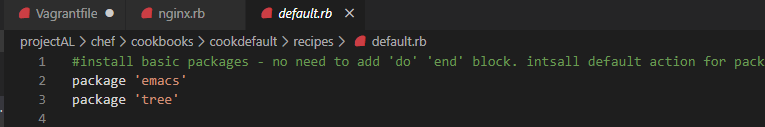 Vagrantfile nginx.rb default.rb
projectAL > chef > cookbooks > cookdefault > recipes > default.rb
1 #install basic packages - no need to add 'do' 'end' block. intsall default action for pack
2 package 'emacs'
3 package 'tree'
4